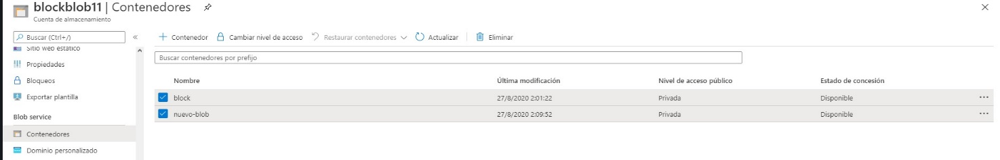 blockblob11 | Contenedores
Cuenta de almacenamiento
Buscar (Ctrl+/)
«
Sitio web estático
Propiedades
Bloqueos
Exportar plantilla
Blob service
Contenedores
Dominio personalizado
+ Contenedor Cambiar nivel de acceso Restaurar contenedores Actualizar Eliminar
Buscar contenedores por prefijo
Nombre Última modificación Nivel de acceso público Estado de concesión
block 27/8/2020 2:01:22 Privada Disponible ...
nuevo-blob 27/8/2020 2:09:52 Privada Disponible ...